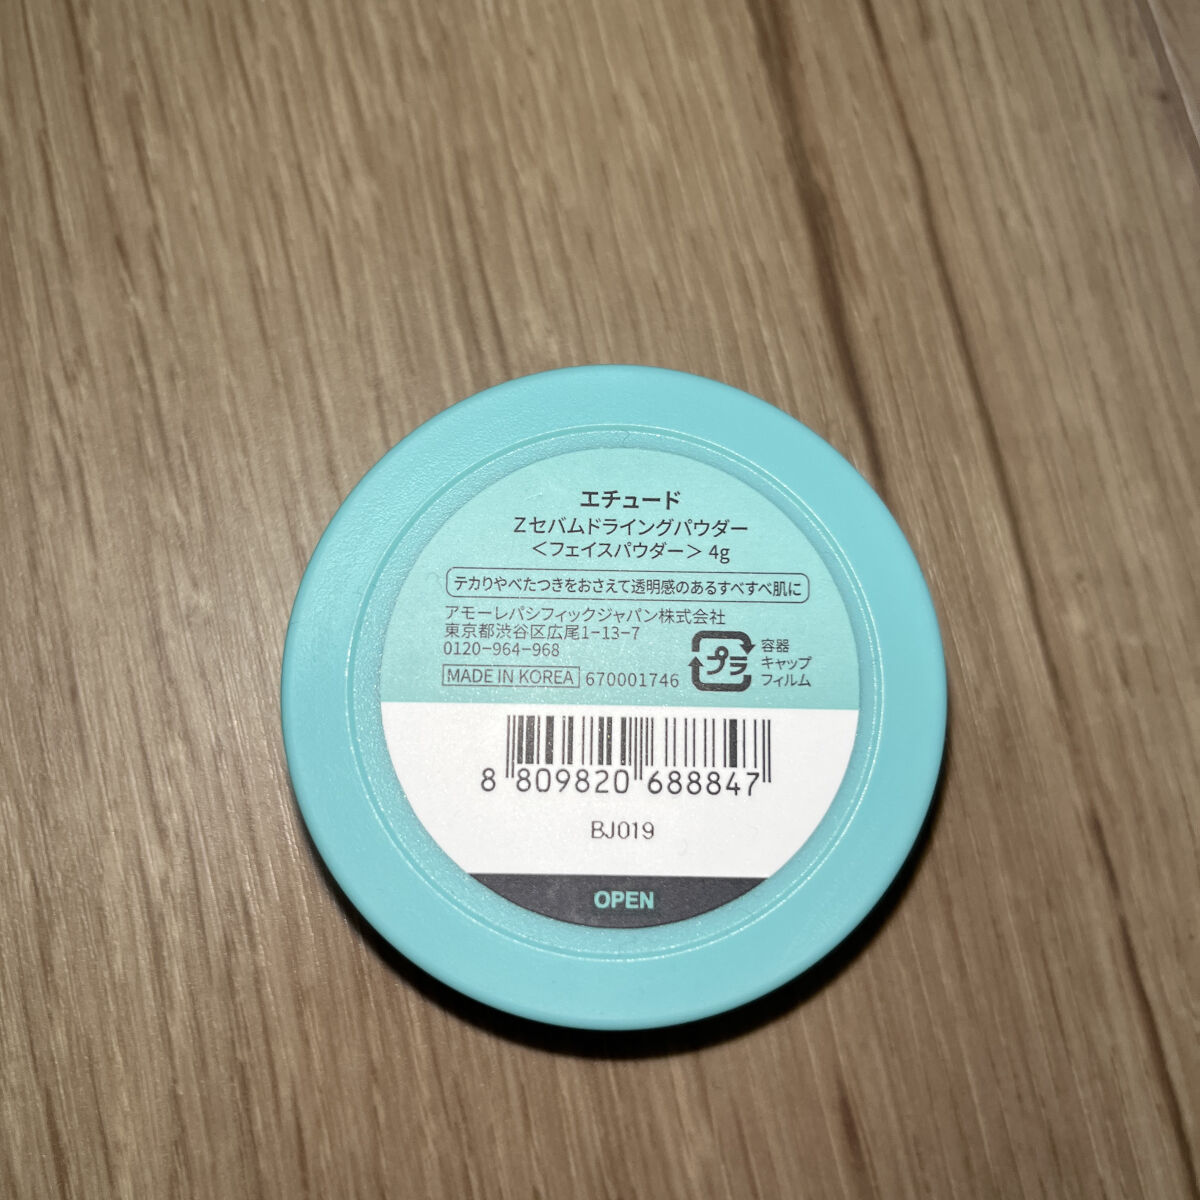 エチュード
Zセバムドライングパウダー
<フェイスパウダー> 4g
テカりやべたつきをおさえて透明感のあるすべすべ肌に
アモーレパシフィックジャパン株式会社
東京都渋谷区広尾1-13-7
0120-964-968
MADE IN KOREA 670001746
プラ
容器
キャップ
フィルム
8 809820 688847
BJ019
OPEN